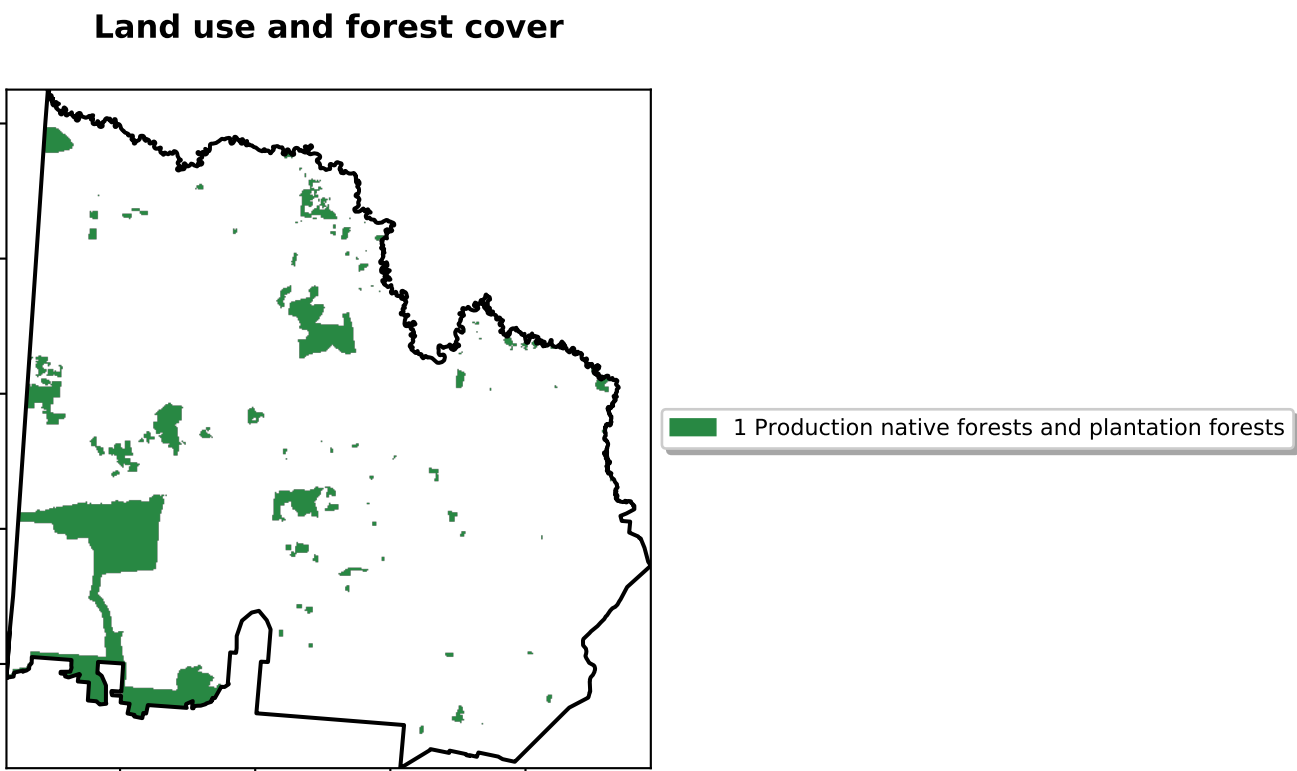 Land use and forest cover
1 Production native forests and plantation forests